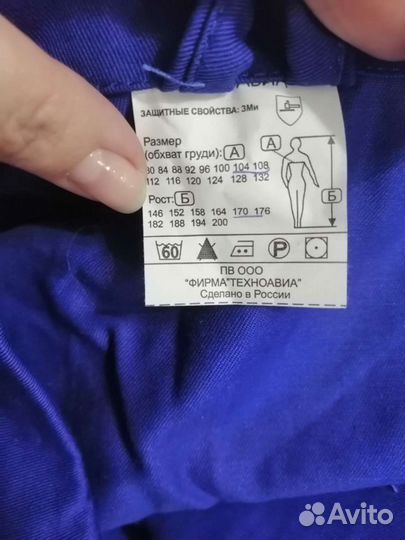 ЗАЩИТНЫЕ СВОЙСТВА: ЗМи
Размер
(обхват груди): А
80 84 88 92 96 100 104 108
112 116 120 124 128 132
Рост: Б
146 152 158 164 170 176
182 188 194 200
А
Б
60 P
ПВ ООО
"ФИРМА"ТЕХНОАВИА"
Сделано в России
Avito